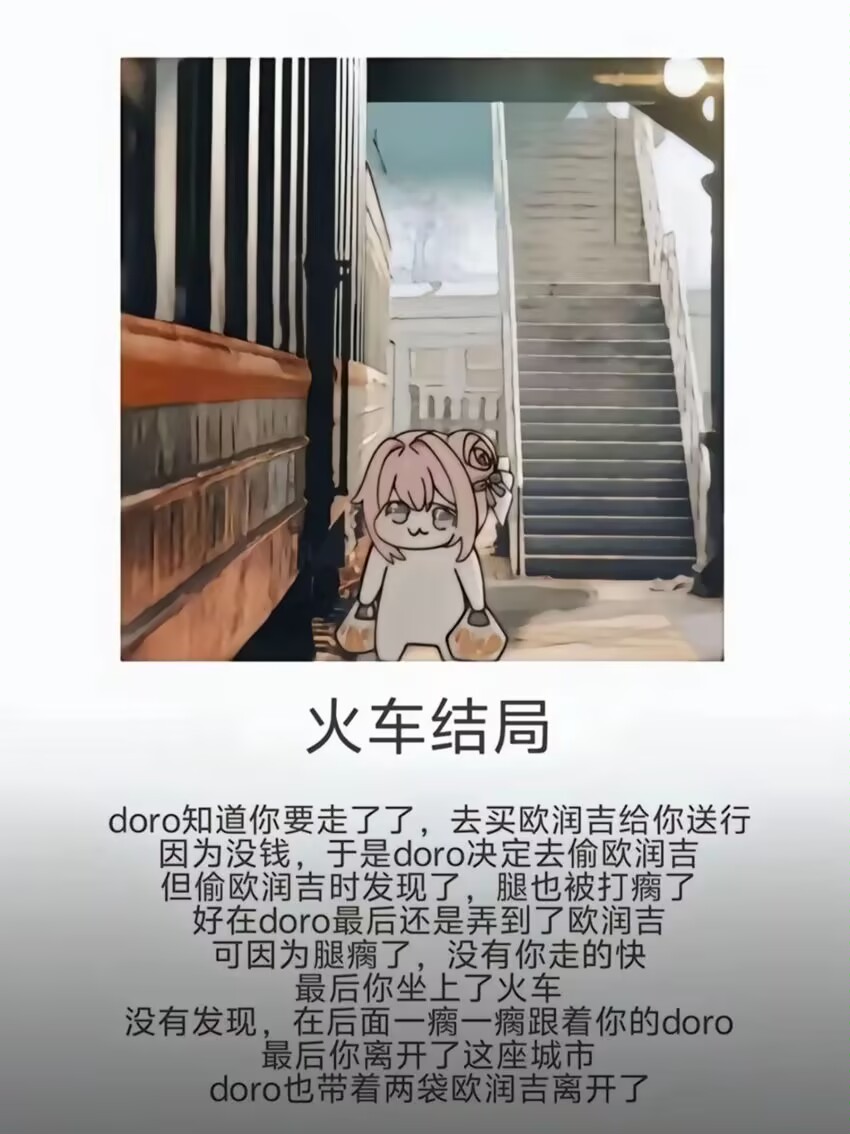 火车结局
doro知道你要走了了，去买欧润吉给你送行
因为没钱，于是doro决定去偷欧润吉
但偷欧润吉时发现了，腿也被打瘸了
好在doro最后还是弄到了欧润吉
可因为腿瘸了，没有你走的快
最后你坐上了火车
没有发现，在后面一瘸一瘸跟着你的doro
最后你离开了这座城市
doro也带着两袋欧润吉离开了